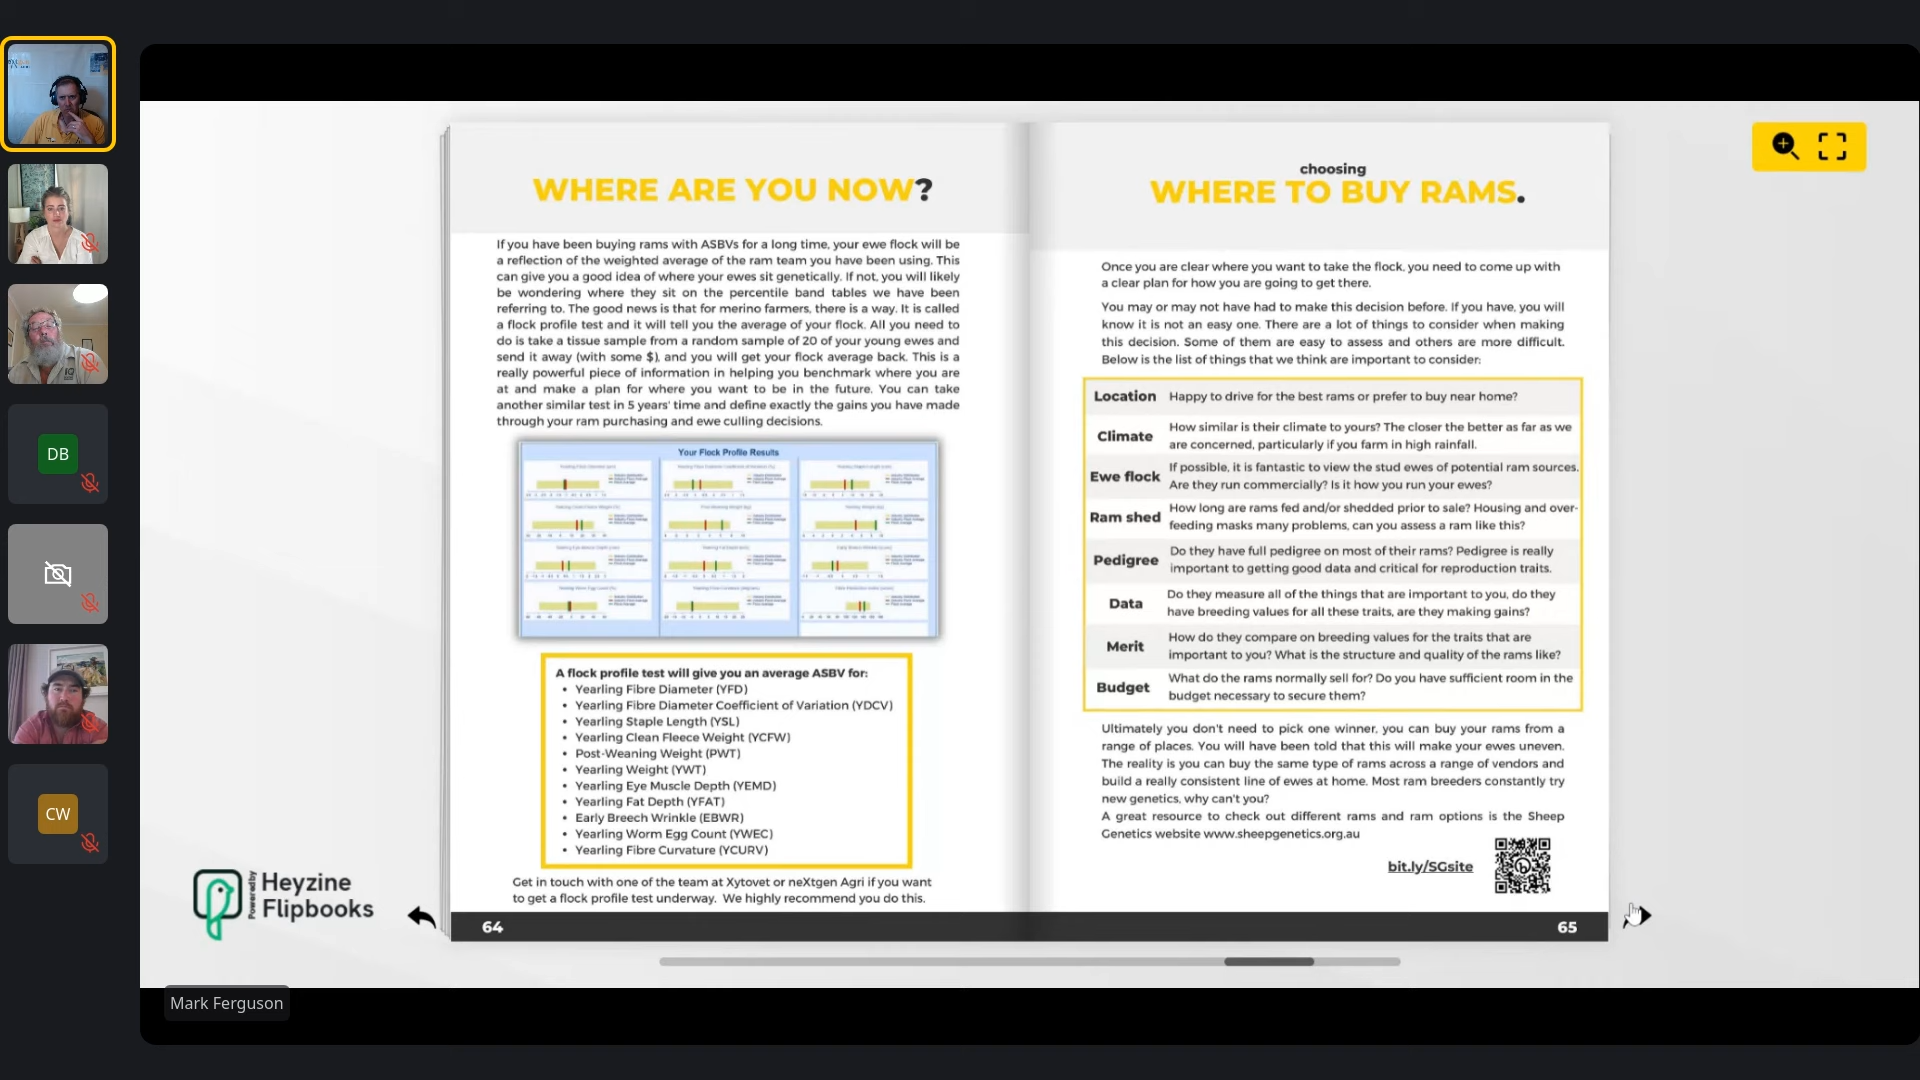 WHERE ARE YOU NOW?
If you have been buying rams with ASBVs for a long time, your ewe flock will be
a reflection of the weighted average of the ram team you have been using. This
can give you a good idea of where your ewes sit genetically. If not, you will likely
be wondering where they sit on the percentile band tables we have been
referring to. The good news is that for merino farmers, there is a way. It is called
a flock profile test and it will tell you the average of your flock. All you need to
do is take a tissue sample from a random sample of 20 of your young ewes and
send it away (with some $), and you will get your flock average back. This is a
really powerful piece of information in helping you benchmark where you are
at and make a plan for where you want to be in the future. You can take
another similar test in 5 years' time and define exactly the gains you have made
through your ram purchasing and ewe culling decisions.
Your Flock Profile Results
A flock profile test will give you an average ASBV for:
• Yearling Fibre Diameter (YFD)
• Yearling Fibre Diameter Coefficient of Variation (YDCV)
• Yearling Staple Length (YSL)
• Yearling Clean Fleece Weight (YCFW)
• Post-Weaning Weight (PWT)
• Yearling Weight (YWT)
• Yearling Eye Muscle Depth (YEMD)
• Yearling Fat Depth (YFAT)
• Early Breech Wrinkle (EBWR)
• Yearling Worm Egg Count (YWEC)
• Yearling Fibre Curvature (YCURV)
Get in touch with one of the team at Xytovet or neXtgen Agri if you want
to get a flock profile test underway. We highly recommend you do this.
64
choosing
WHERE TO BUY RAMS.
Once you are clear where you want to take the flock, you need to come up with
a clear plan for how you are going to get there.
You may or may not have had to make this decision before. If you have, you will
know it is not an easy one. There are a lot of things to consider when making
this decision. Some of them are easy to assess and others are more difficult.
Below is the list of things that we think are important to consider:
Location Happy to drive for the best rams or prefer to buy near home?
Climate How similar is their climate to yours? The closer the better as far as we
are concerned, particularly if you farm in high rainfall.
Ewe flock If possible, it is fantastic to view the stud ewes of potential ram sources.
Are they run commercially? Is it how you run your ewes?
Ram shed How long are rams fed and/or shedded prior to sale? Housing and over-
feeding masks many problems, can you assess a ram like this?
Pedigree Do they have full pedigree on most of their rams? Pedigree is really
important to getting good data and critical for reproduction traits.
Data Do they measure all of the things that are important to you, do they
have breeding values for all these traits, are they making gains?
Merit How do they compare on breeding values for the traits that are
important to you? What is the structure and quality of the rams like?
Budget What do the rams normally sell for? Do you have sufficient room in the
budget necessary to secure them?
Ultimately you don't need to pick one winner, you can buy your rams from a
range of places. You will have been told that this will make your ewes uneven.
The reality is you can buy the same type of rams across a range of vendors and
build a really consistent line of ewes at home. Most ram breeders constantly try
new genetics, why can't you?
A great resource to check out different rams and ram options is the Sheep
Genetics website www.sheepgenetics.org.au
bit.ly/SGsite
65
Powered by
Heyzine
Flipbooks
DB
CW
Mark Ferguson